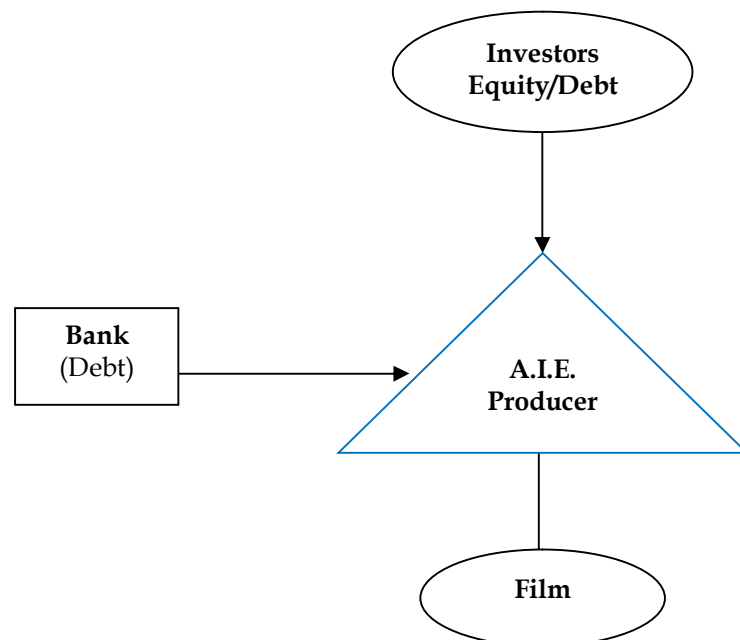 Investors
Equity/Debt
Bank
(Debt)
A.I.E.
Producer
Film